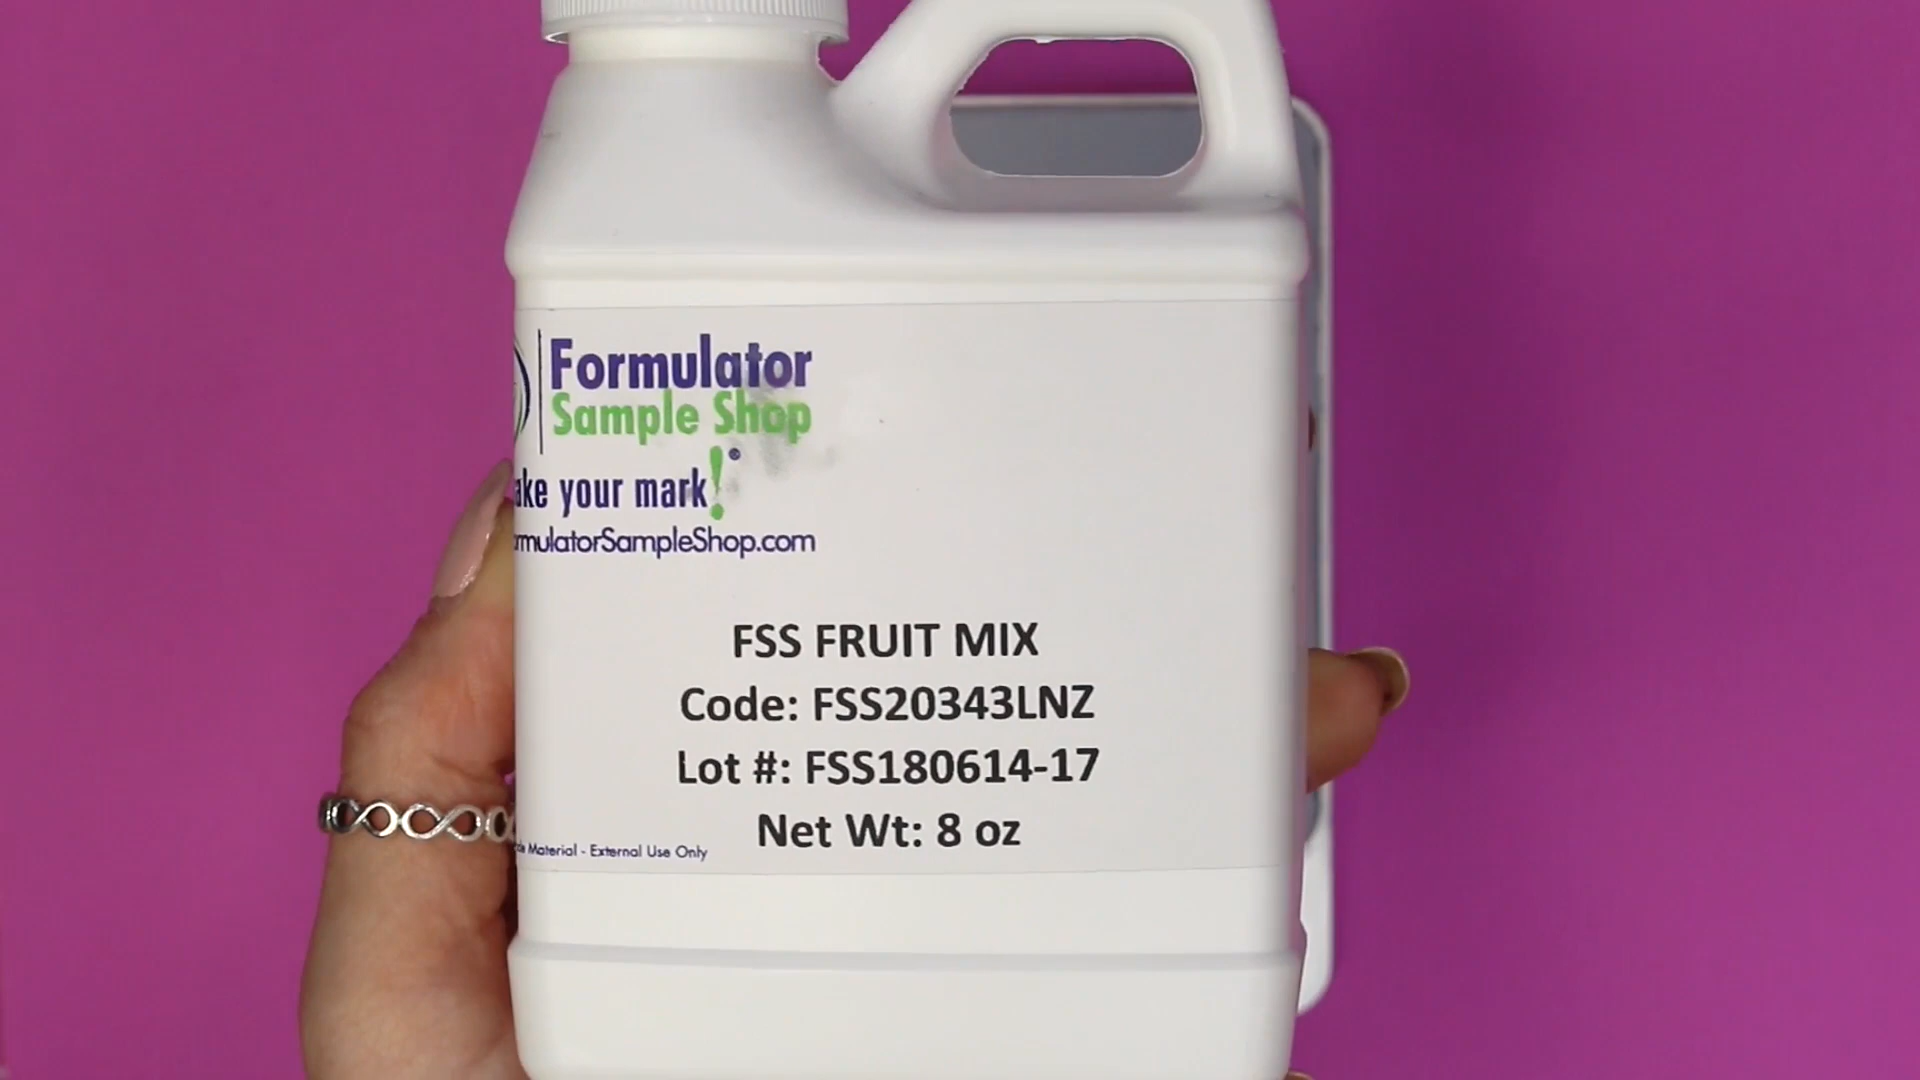 Formulator
Sample Shop
ake your mark!®
rmulatorSampleShop.com
FSS FRUIT MIX
Code: FSS20343LNZ
Lot #: FSS180614-17
Net Wt: 8 oz
Material - External Use Only